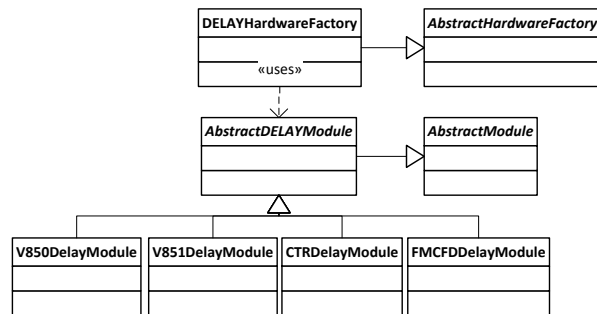 DELAYHardwareFactory
AbstractHardwareFactory
«uses»
AbstractDELAYModule
AbstractModule
V850DelayModule
V851DelayModule
CTRDelayModule
FMCFDDelayModule